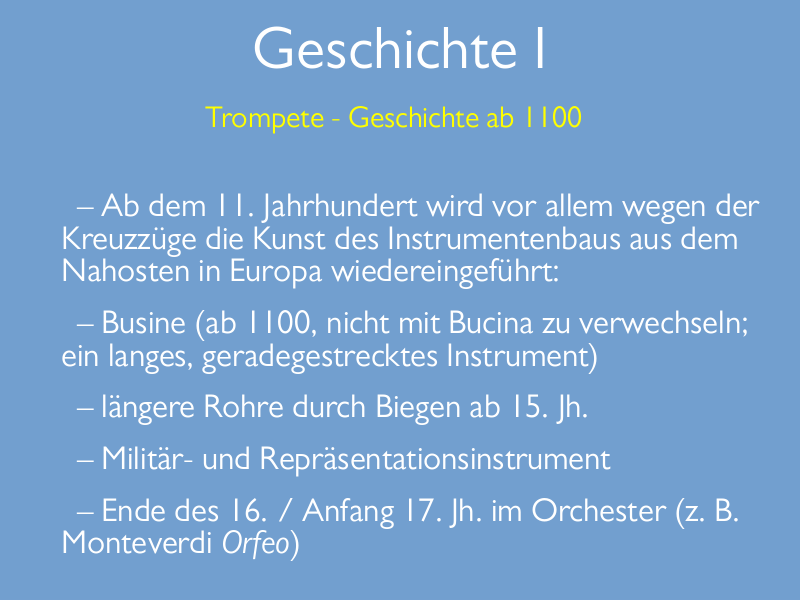 Geschichte I
Trompete - Geschichte ab 1100
– Ab dem 11. Jahrhundert wird vor allem wegen der
Kreuzzüge die Kunst des Instrumentenbaus aus dem
Nahosten in Europa wiedereingeführt:
– Busine (ab 1100, nicht mit Bucina zu verwechseln;
ein langes, geradegestrecktes Instrument)
– längere Rohre durch Biegen ab 15. Jh.
– Militär- und Repräsentationsinstrument
– Ende des 16. / Anfang 17. Jh. im Orchester (z. B.
Monteverdi Orfeo)